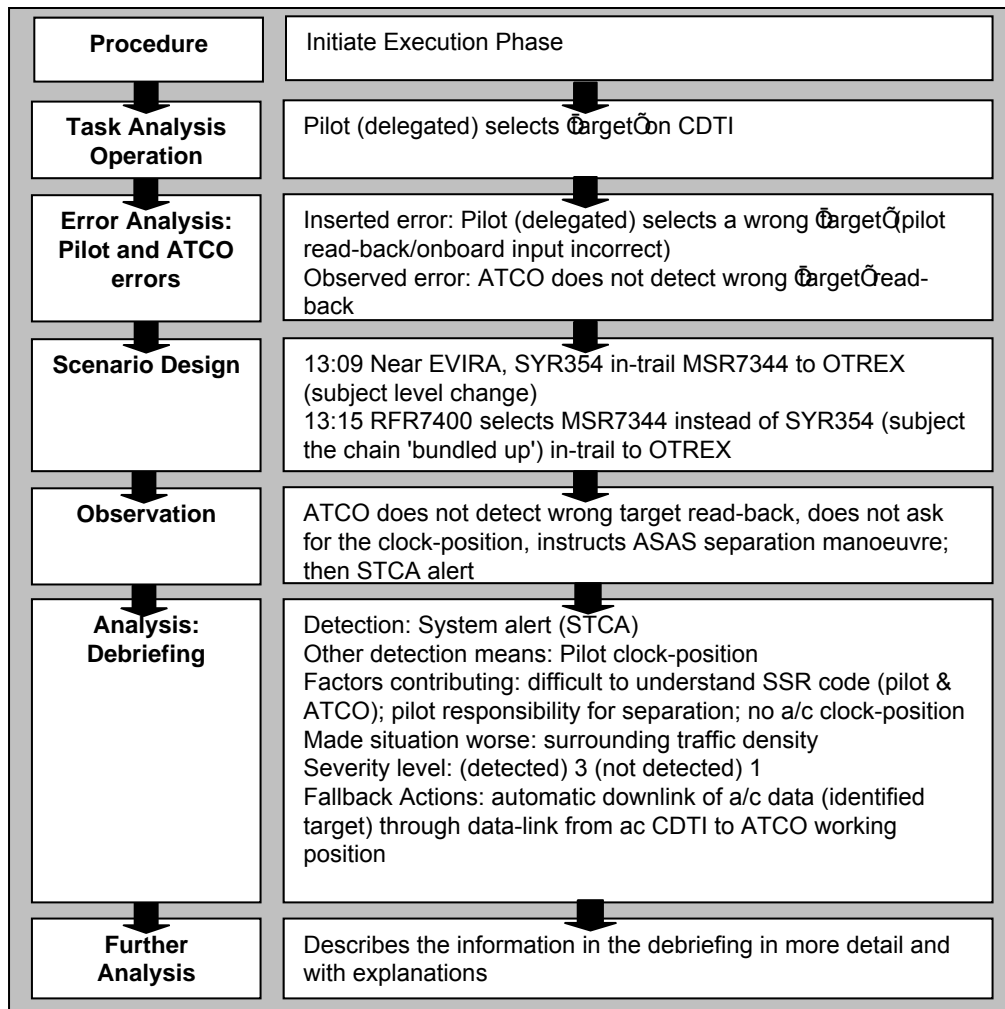 Procedure
Initiate Execution Phase
Task Analysis
Operation
Pilot (delegated) selects ÔtargetÕ on CDTI
Error Analysis:
Pilot and ATCO
errors
Inserted error: Pilot (delegated) selects a wrong ÔtargetÕ (pilot
read-back/onboard input incorrect)
Observed error: ATCO does not detect wrong ÔtargetÕ read-
back
Scenario Design
13:09 Near EVIRA, SYR354 in-trail MSR7344 to OTREX
(subject level change)
13:15 RFR7400 selects MSR7344 instead of SYR354 (subject
the chain 'bundled up') in-trail to OTREX
Observation
ATCO does not detect wrong target read-back, does not ask
for the clock-position, instructs ASAS separation manoeuvre;
then STCA alert
Analysis:
Debriefing
Detection: System alert (STCA)
Other detection means: Pilot clock-position
Factors contributing: difficult to understand SSR code (pilot &
ATCO); pilot responsibility for separation; no a/c clock-position
Made situation worse: surrounding traffic density
Severity level: (detected) 3 (not detected) 1
Fallback Actions: automatic downlink of a/c data (identified
target) through data-link from ac CDTI to ATCO working
position
Further
Analysis
Describes the information in the debriefing in more detail and
with explanations